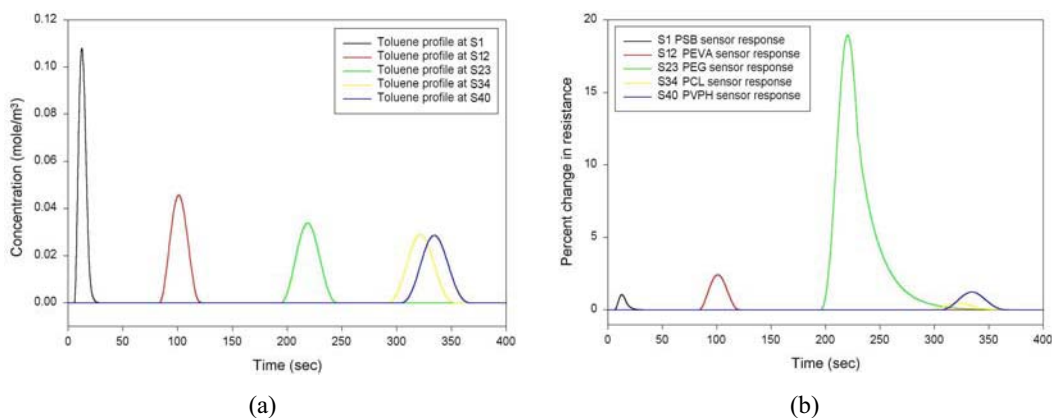 0.12
0.10
0.08
0.06
0.04
0.02
0.00
Concentration (mole/m³)
Toluene profile at S1
Toluene profile at S12
Toluene profile at S23
Toluene profile at S34
Toluene profile at S40
0 100 200 300 400
Time (sec)
(a)
20
15
10
5
0
Percent change in resistance
S1 PSB sensor response
S12 PEVA sensor response
S23 PEG sensor response
S34 PCL sensor response
S40 PVPH sensor response
0 50 100 150 200 250 300 350 400
Time (sec)
(b)